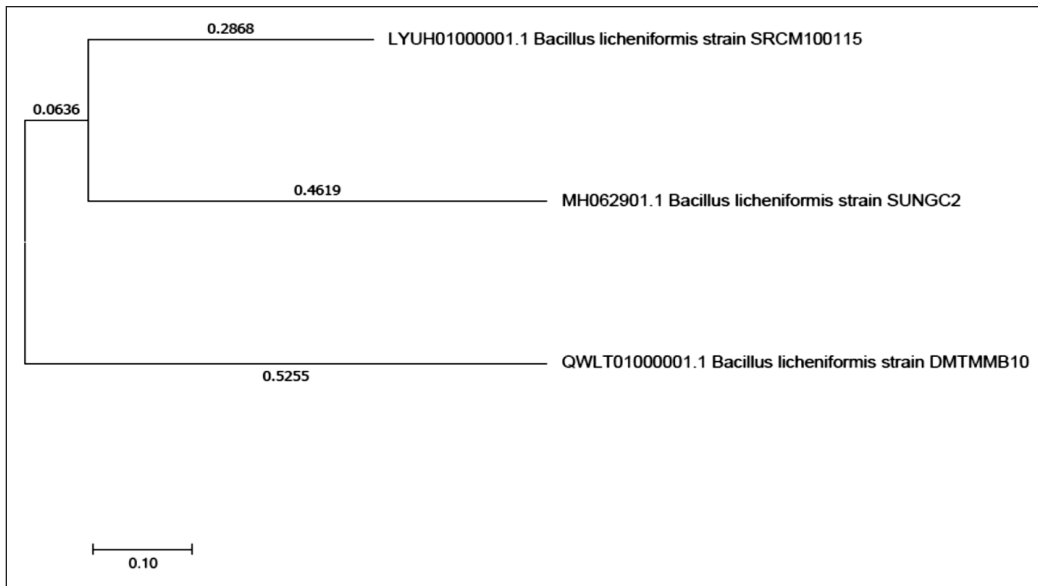 0.2868
LYUH01000001.1 Bacillus licheniformis strain SRCM100115
0.0636
0.4619
MH062901.1 Bacillus licheniformis strain SUNGC2
QWLT01000001.1 Bacillus licheniformis strain DMTMMB10
0.5255
0.10